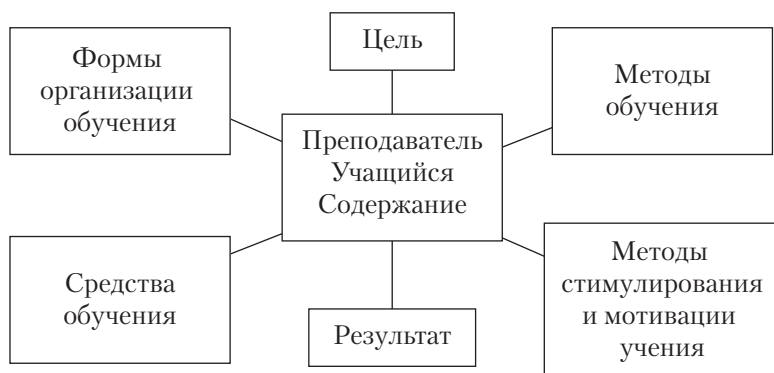 Формы
организации
обучения
Цель
Методы
обучения
Преподаватель
Учащийся
Содержание
Средства
обучения
Результат
Методы
стимулирования
и мотивации
учения